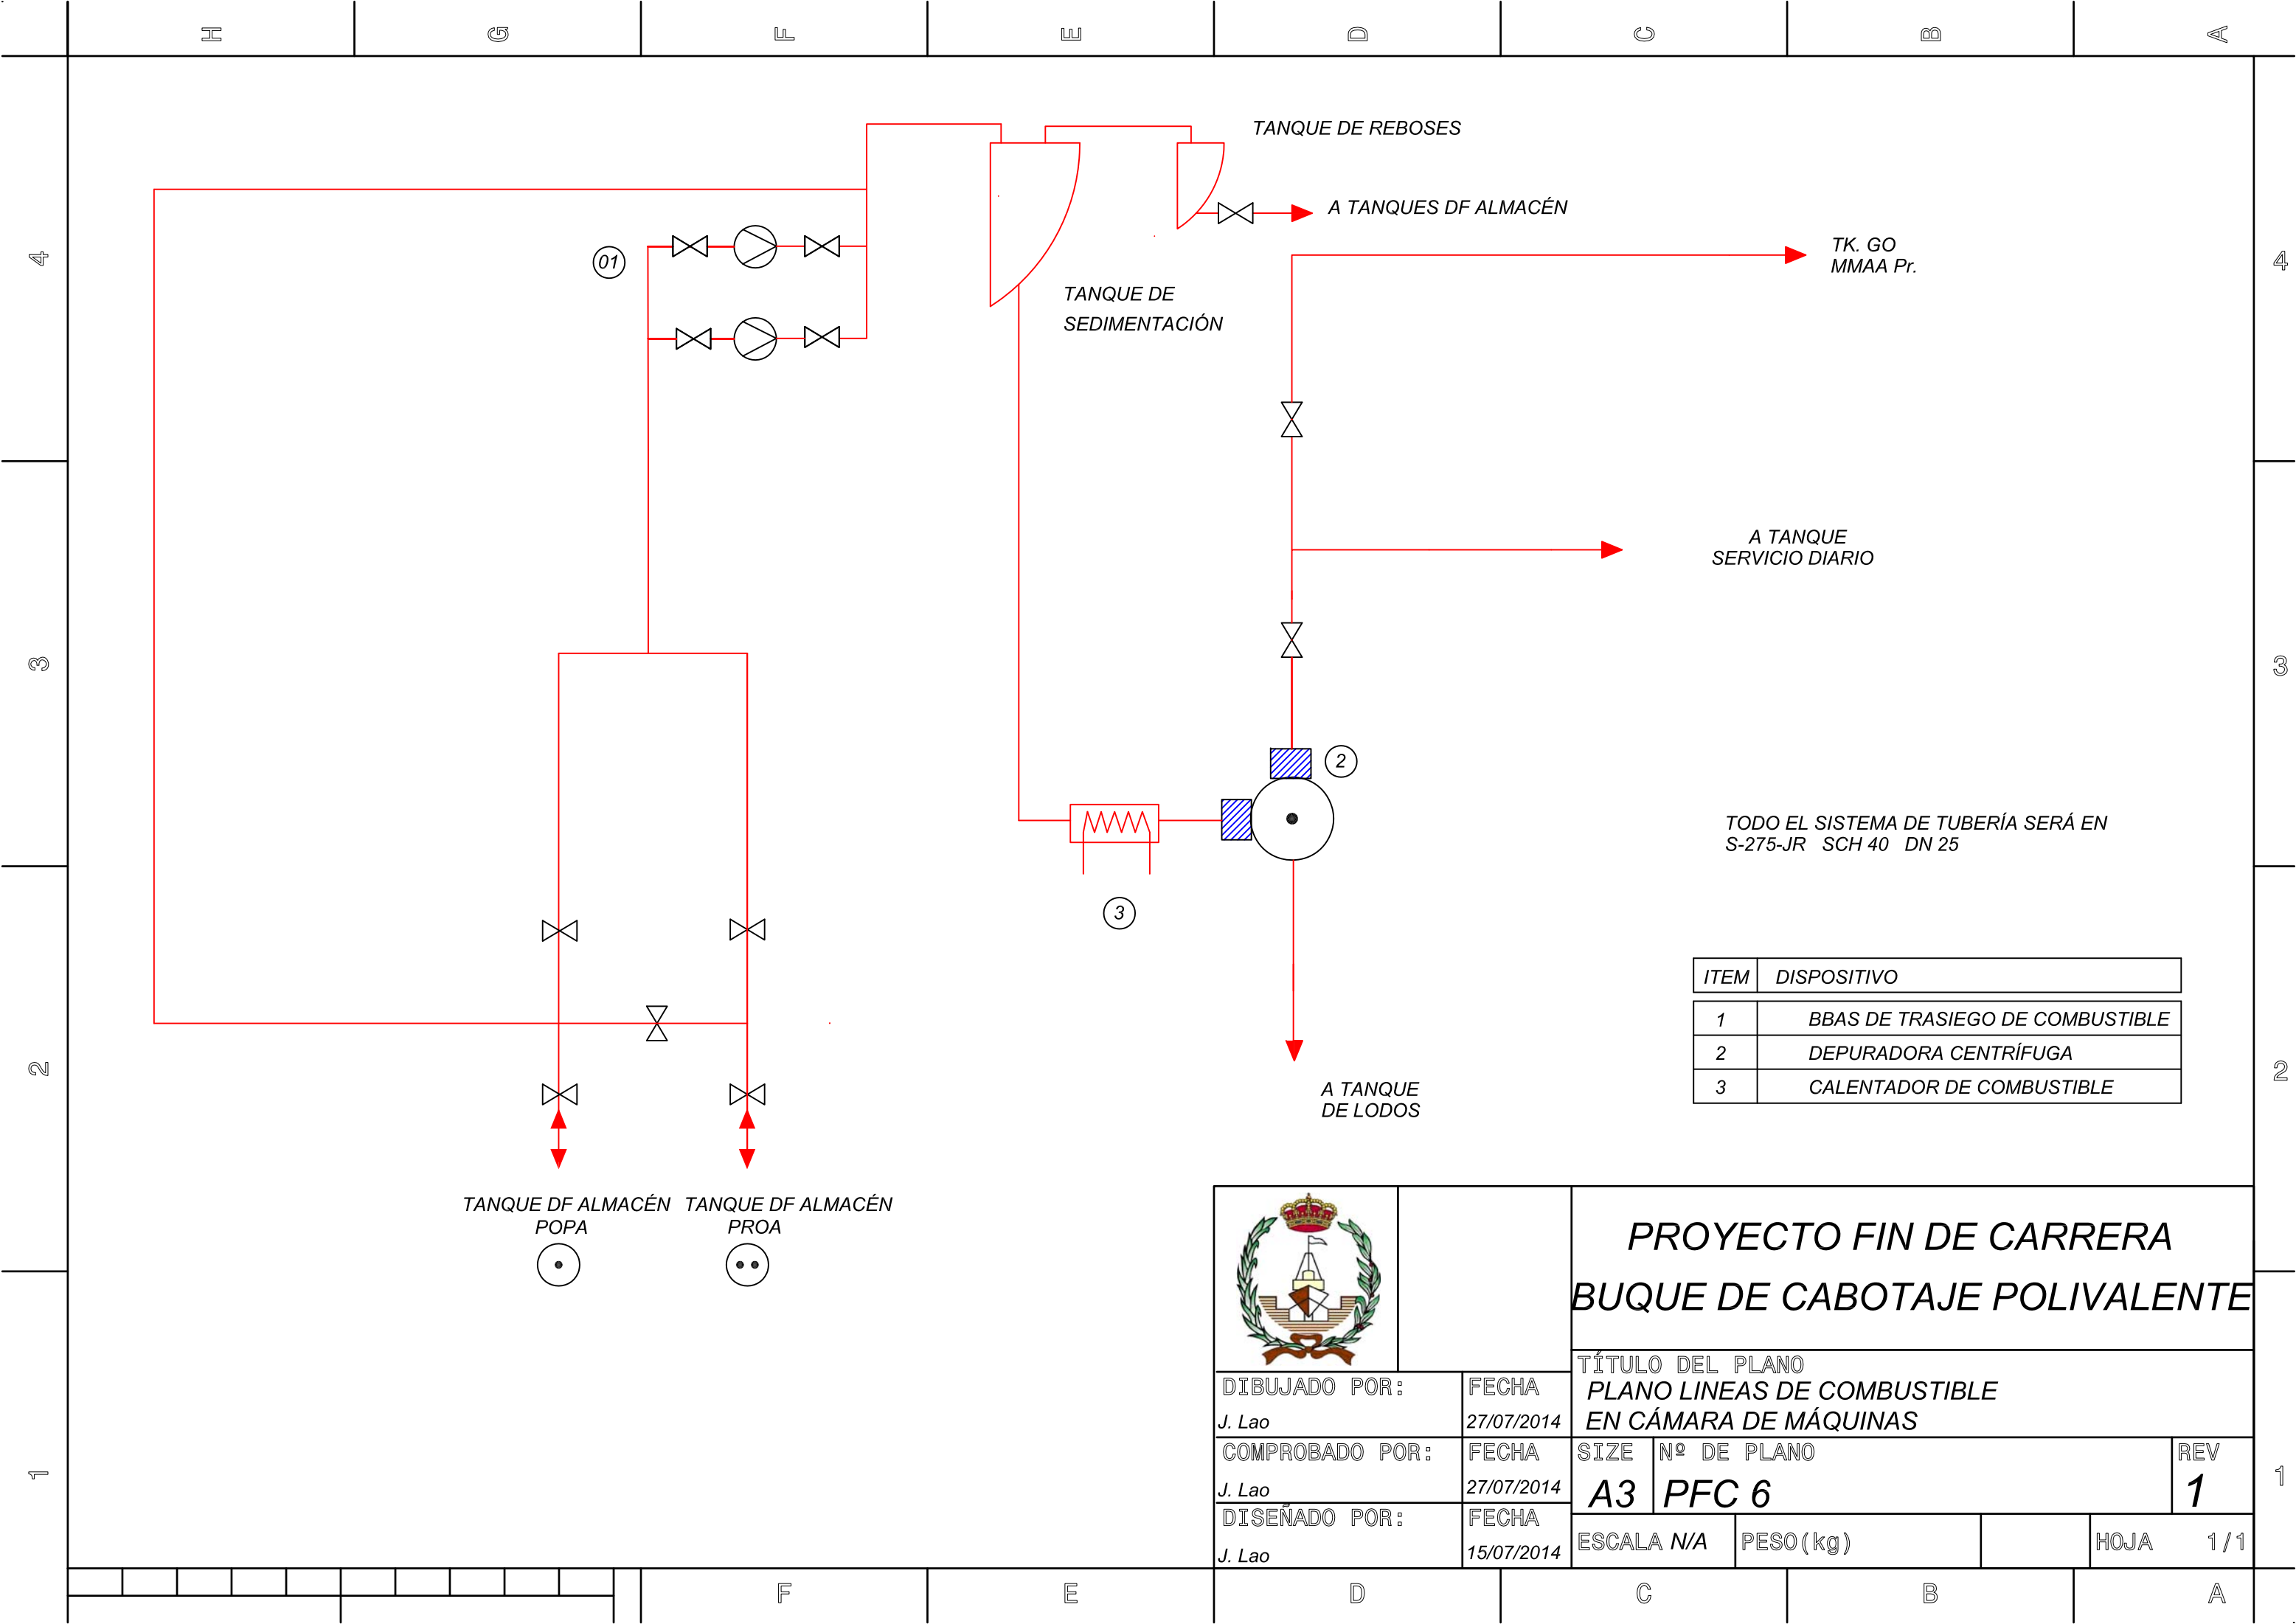 H G F E D C B A
TANQUE DE REBOSES
A TANQUES DF ALMACÉN
TK. GO
MMAA Pr.
4
01
4
TANQUE DE
SEDIMENTACIÓN
A TANQUE
SERVICIO DIARIO
3
3
2
TODO EL SISTEMA DE TUBERÍA SERÁ EN
S-275-JR SCH 40 DN 25
3
ITEM DISPOSITIVO
1 BBAS DE TRASIEGO DE COMBUSTIBLE
2 DEPURADORA CENTRÍFUGA
3 CALENTADOR DE COMBUSTIBLE
2
2
A TANQUE
DE LODOS
TANQUE DF ALMACÉN
POPA
TANQUE DF ALMACÉN
PROA
PROYECTO FIN DE CARRERA
BUQUE DE CABOTAJE POLIVALENTE
TÍTULO DEL PLANO
PLANO LINEAS DE COMBUSTIBLE
EN CÁMARA DE MÁQUINAS
DIBUJADO POR: FECHA
J. Lao 27/07/2014
COMPROBADO POR: FECHA
J. Lao 27/07/2014
DISEÑADO POR: FECHA
J. Lao 15/07/2014
SIZE Nº DE PLANO REV
A3 PFC 6 1
ESCALA N/A PESO(kg) HOJA 1/1
1
1
F E D C B A